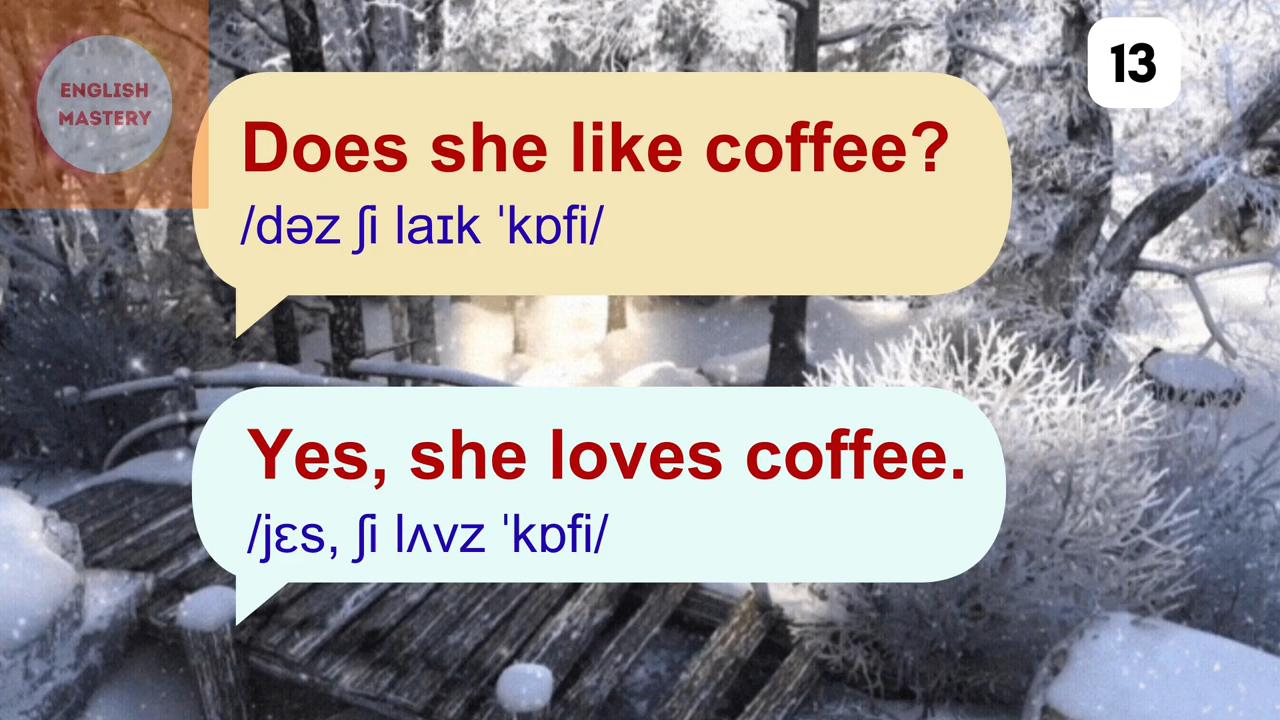 ENGLISH
MASTERY
13
Does she like coffee?
/dəz ʃi laɪk ˈkɒfi/
Yes, she loves coffee.
/jɛs, ʃi lʌvz ˈkɒfi/